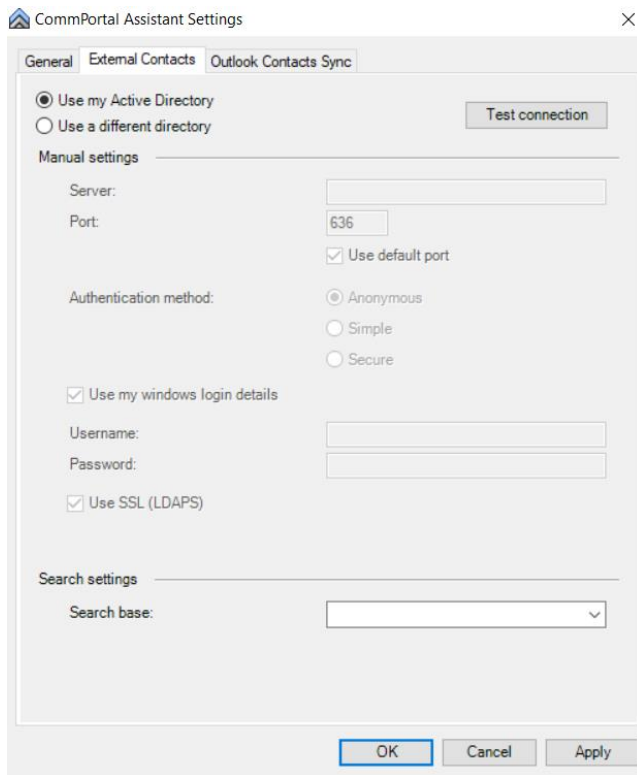 CommPortal Assistant Settings
General External Contacts Outlook Contacts Sync
Use my Active Directory
Test connection
Use a different directory
Manual settings
Server:
Port: 636
Use default port
Authentication method: Anonymous
Simple
Secure
Use my windows login details
Username:
Password:
Use SSL (LDAPS)
Search settings
Search base:
OK Cancel Apply